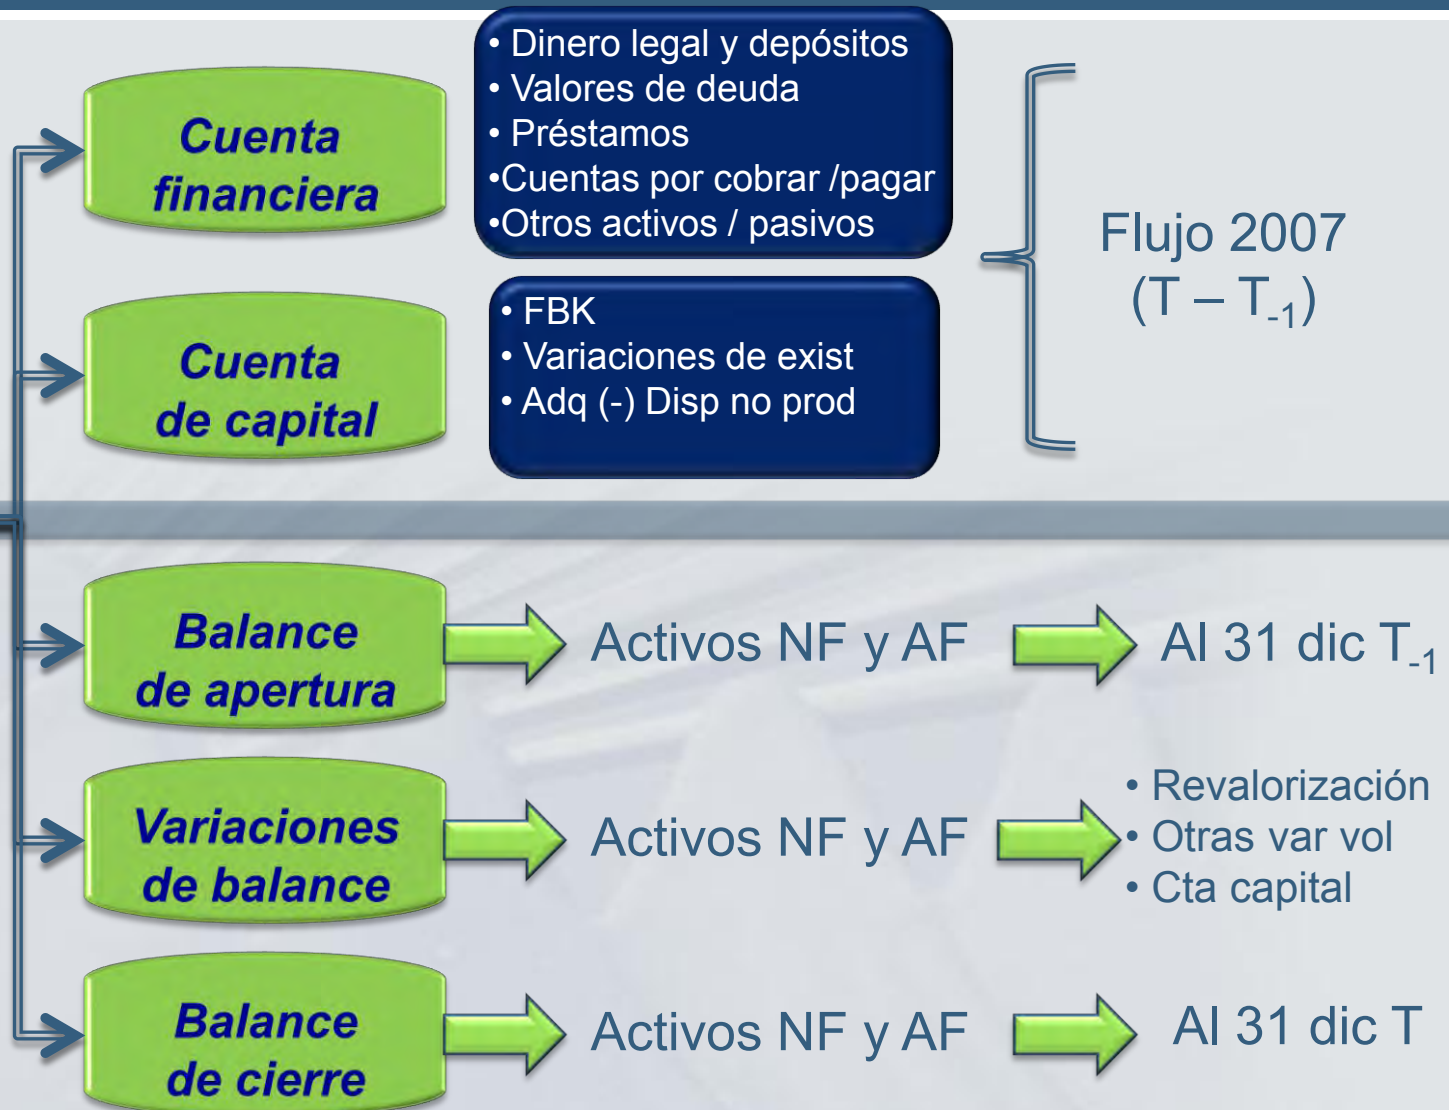 Cuenta
financiera
• Dinero legal y depósitos
• Valores de deuda
• Préstamos
•Cuentas por cobrar /pagar
•Otros activos / pasivos
Cuenta
de capital
• FBK
• Variaciones de exist
• Adq (-) Disp no prod
Flujo 2007
(T – T-1)
Balance
de apertura
Activos NF y AF
Al 31 dic T-1
Variaciones
de balance
Activos NF y AF
• Revalorización
• Otras var vol
• Cta capital
Balance
de cierre
Activos NF y AF
Al 31 dic T